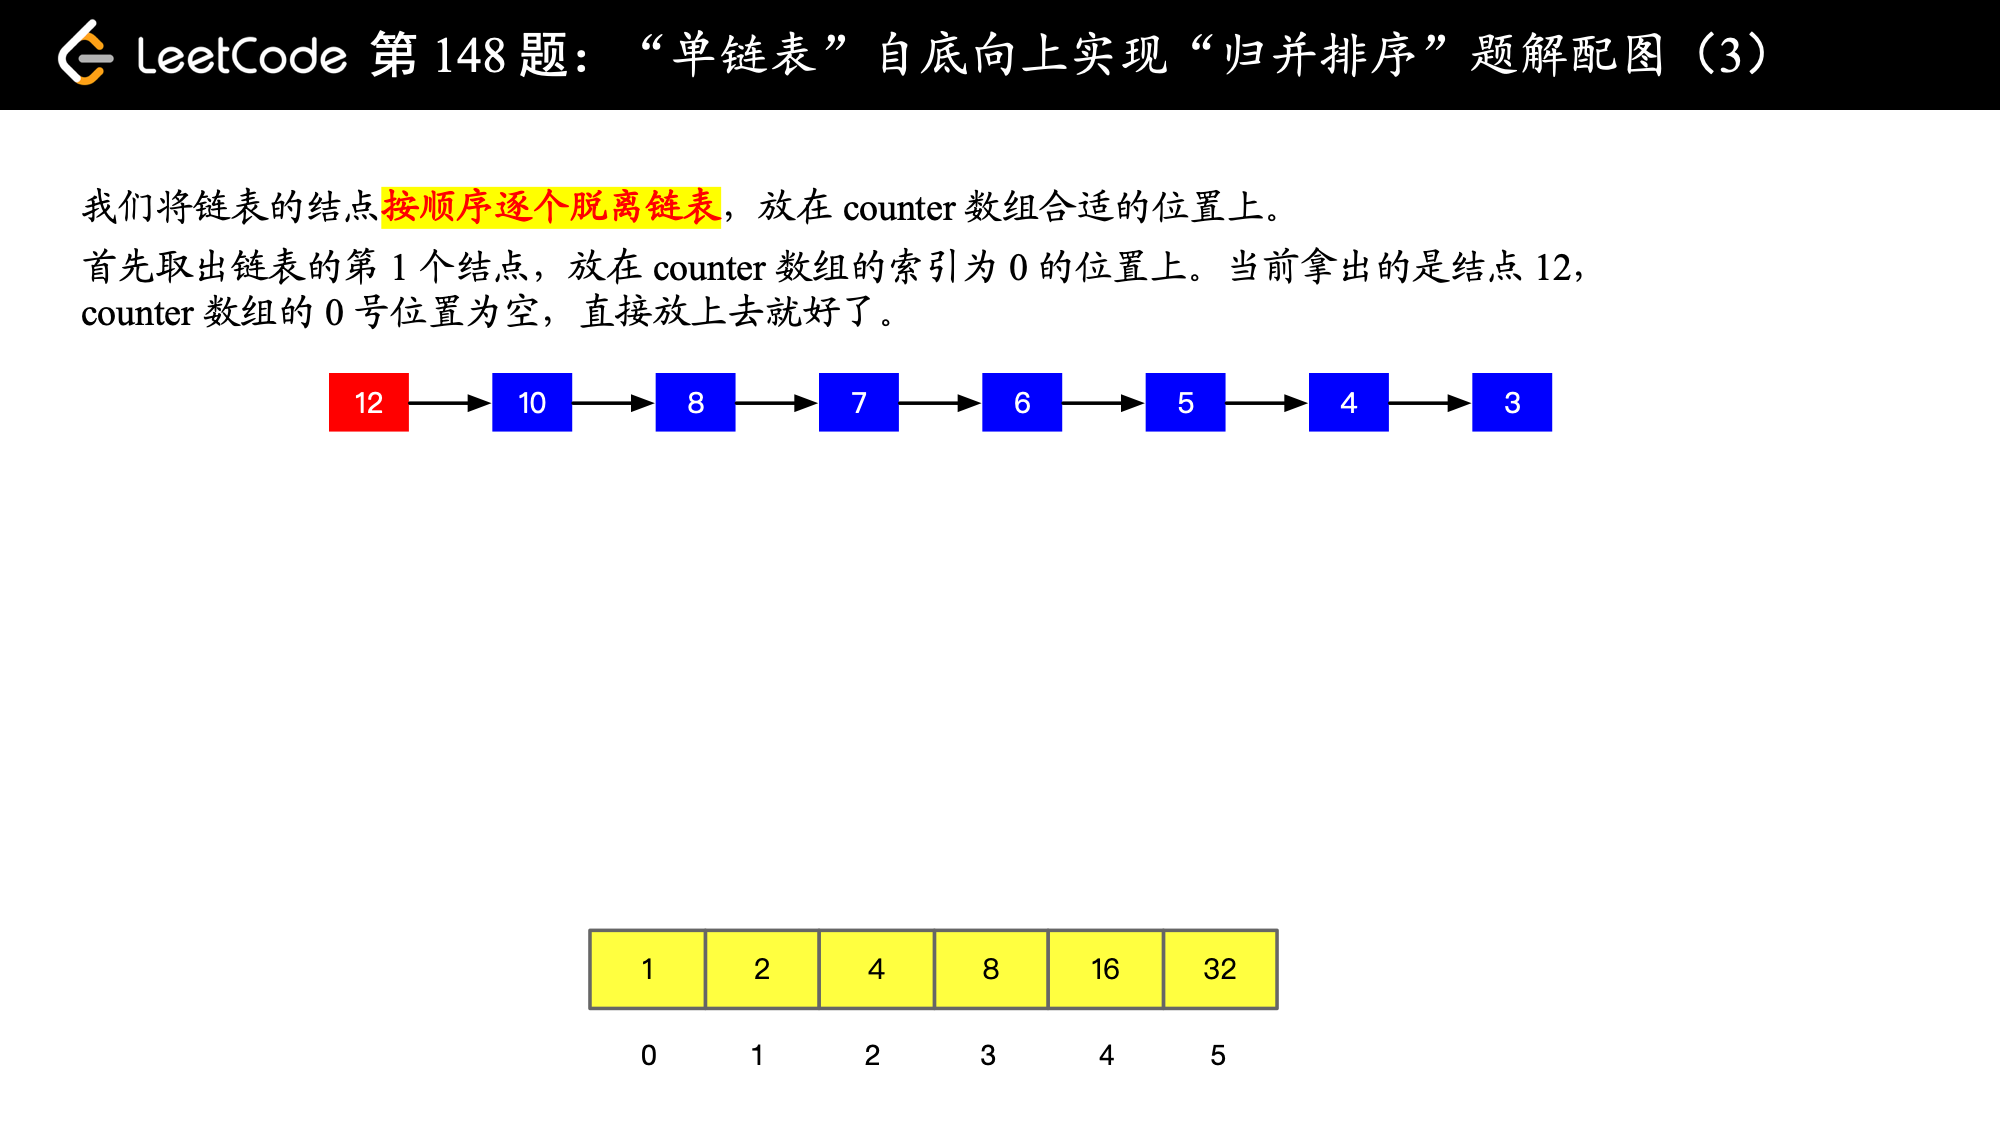 LeetCode 第 148 题：“单链表”自底向上实现“归并排序”题解配图（3）
我们将链表的结点按顺序逐个脱离链表，放在 counter 数组合适的位置上。
首先取出链表的第 1 个结点，放在 counter 数组的索引为 0 的位置上。当前拿出的是结点 12，
counter 数组的 0 号位置为空，直接放上去就好了。
12 10 8 7 6 5 4 3
1 2 4 8 16 32
0 1 2 3 4 5